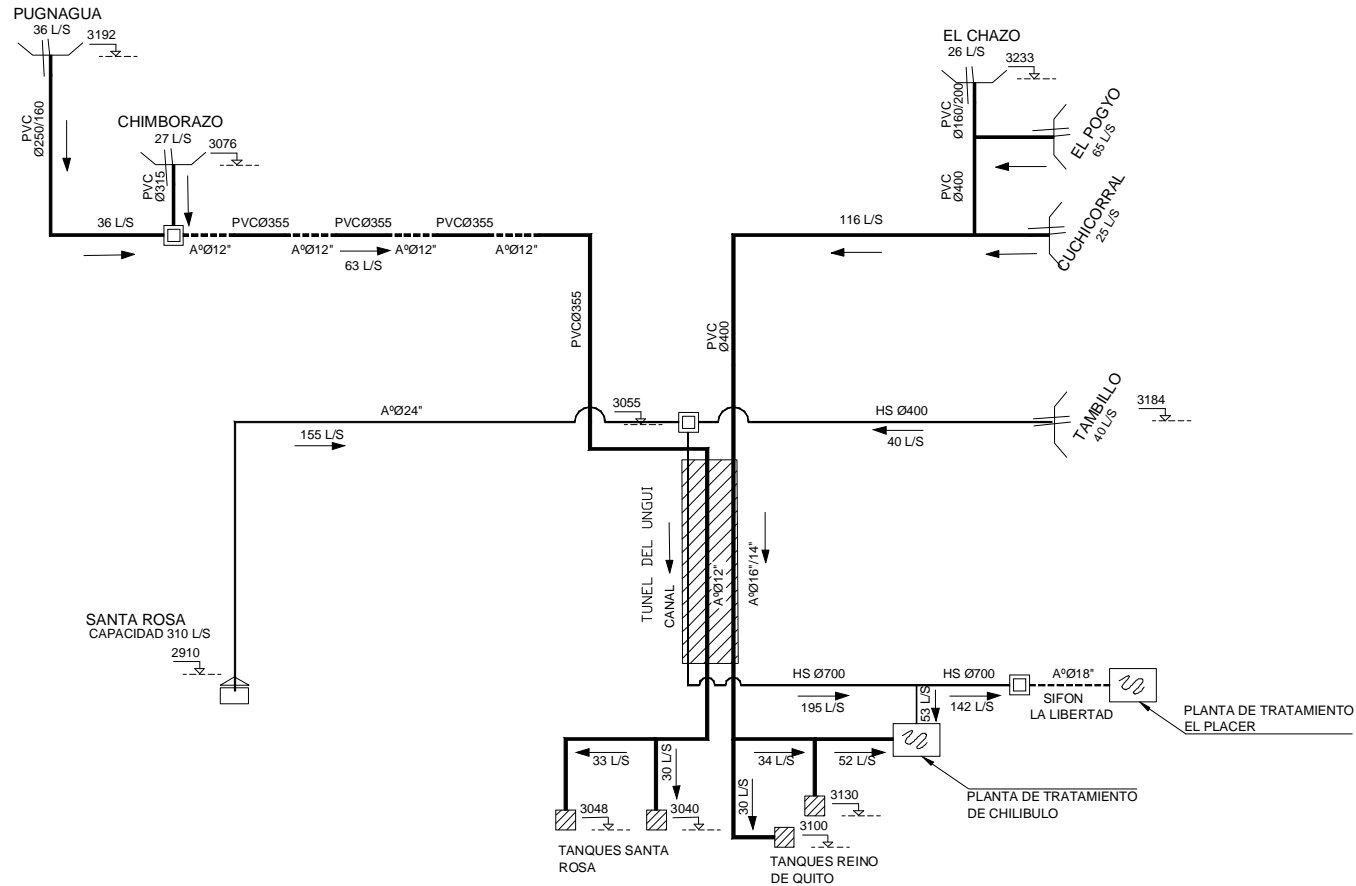 PUGNAGUA
36 L/S
3192
PVC
Ø250/160
CHIMBORAZO
27 L/S
3076
PVC
Ø315
36 L/S
PVCØ355
PVCØ355
PVCØ355
AºØ12"
AºØ12"
AºØ12"
AºØ12"
63 L/S
PVCØ355
EL CHAZO
26 L/S
3233
PVC
Ø160/200
EL POGYO
65 L/S
PVC
Ø400
CUCHICORRAL
25 L/S
116 L/S
PVC
Ø400
AºØ24"
155 L/S
3055
HS Ø400
40 L/S
TAMBILLO
40 L/S
3184
TUNEL DEL UNGUI
CANAL
AºØ12"
AºØ16"/14"
SANTA ROSA
CAPACIDAD 310 L/S
2910
HS Ø700
195 L/S
HS Ø700
142 L/S
53 L/S
AºØ18"
SIFON
LA LIBERTAD
PLANTA DE TRATAMIENTO
EL PLACER
33 L/S
30 L/S
34 L/S
52 L/S
30 L/S
3048
3040
3130
3100
TANQUES SANTA
ROSA
TANQUES REINO
DE QUITO
PLANTA DE TRATAMIENTO
DE CHILIBULO